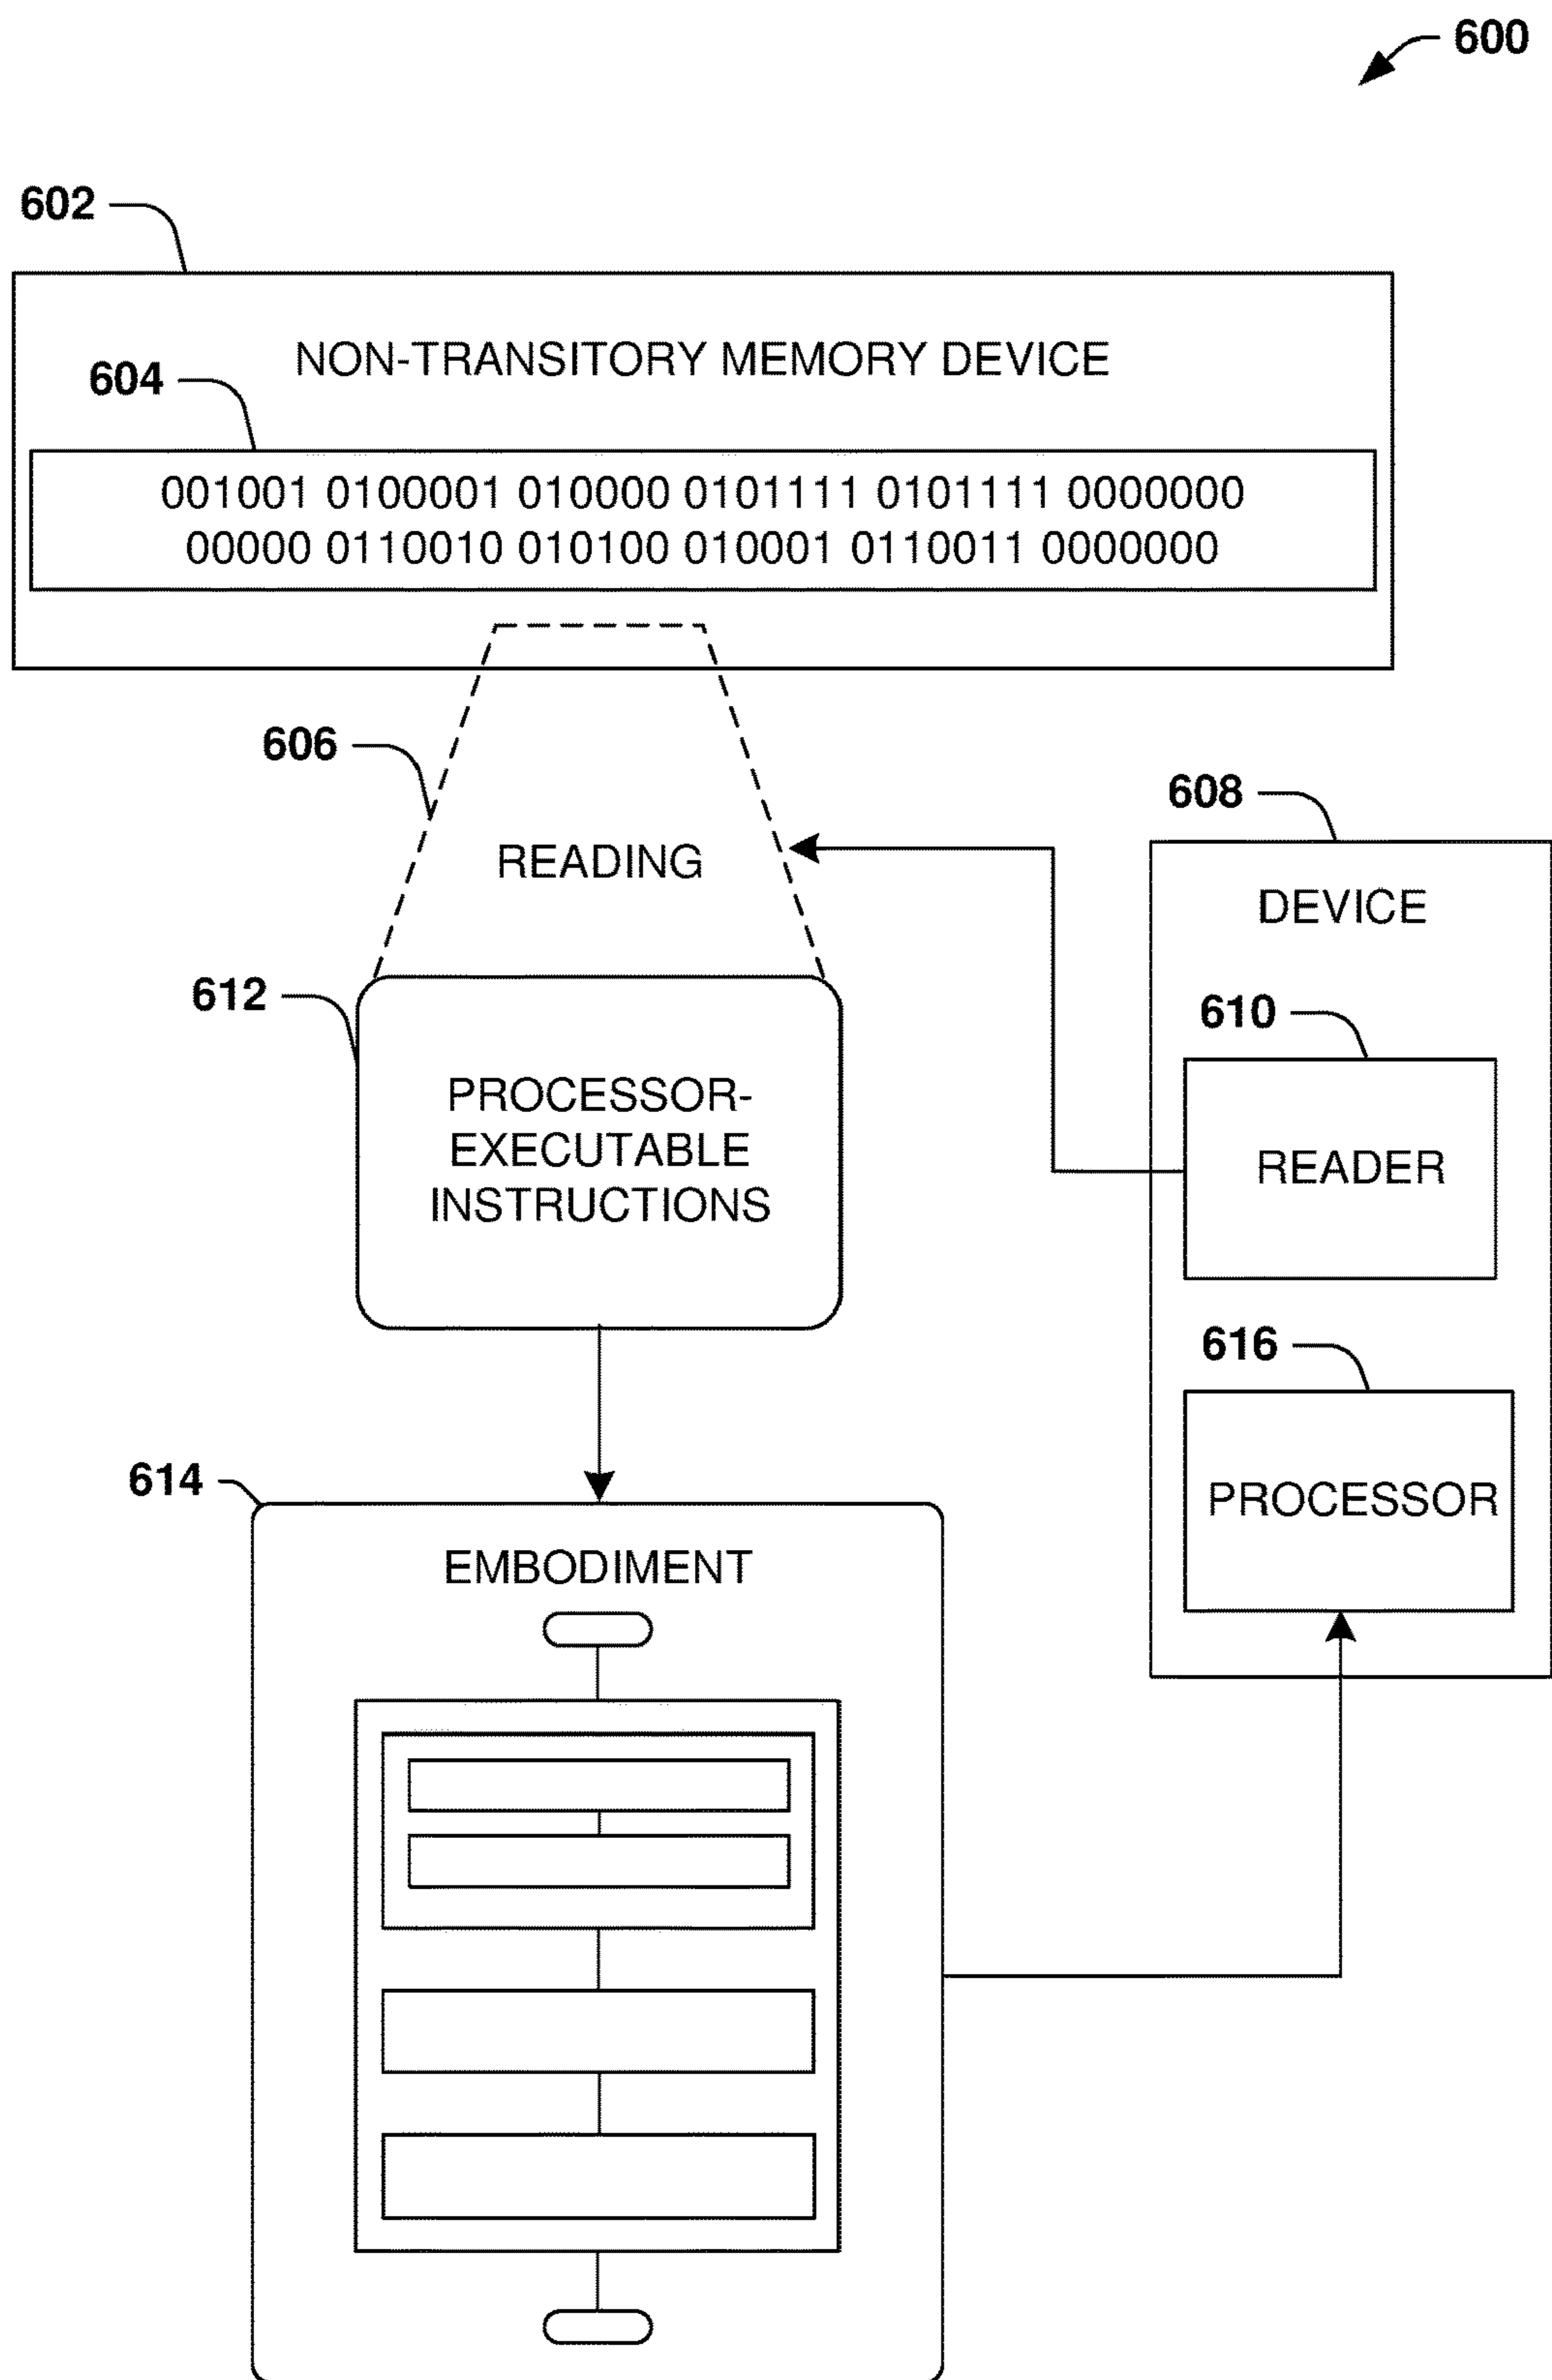 600
602
NON-TRANSITORY MEMORY DEVICE
604
001001 0100001 010000 0101111 0101111 0000000
00000 0110010 010100 010001 0110011 0000000
606
READING
608
DEVICE
610
READER
612
PROCESSOR-
EXECUTABLE
INSTRUCTIONS
616
PROCESSOR
614
EMBODIMENT